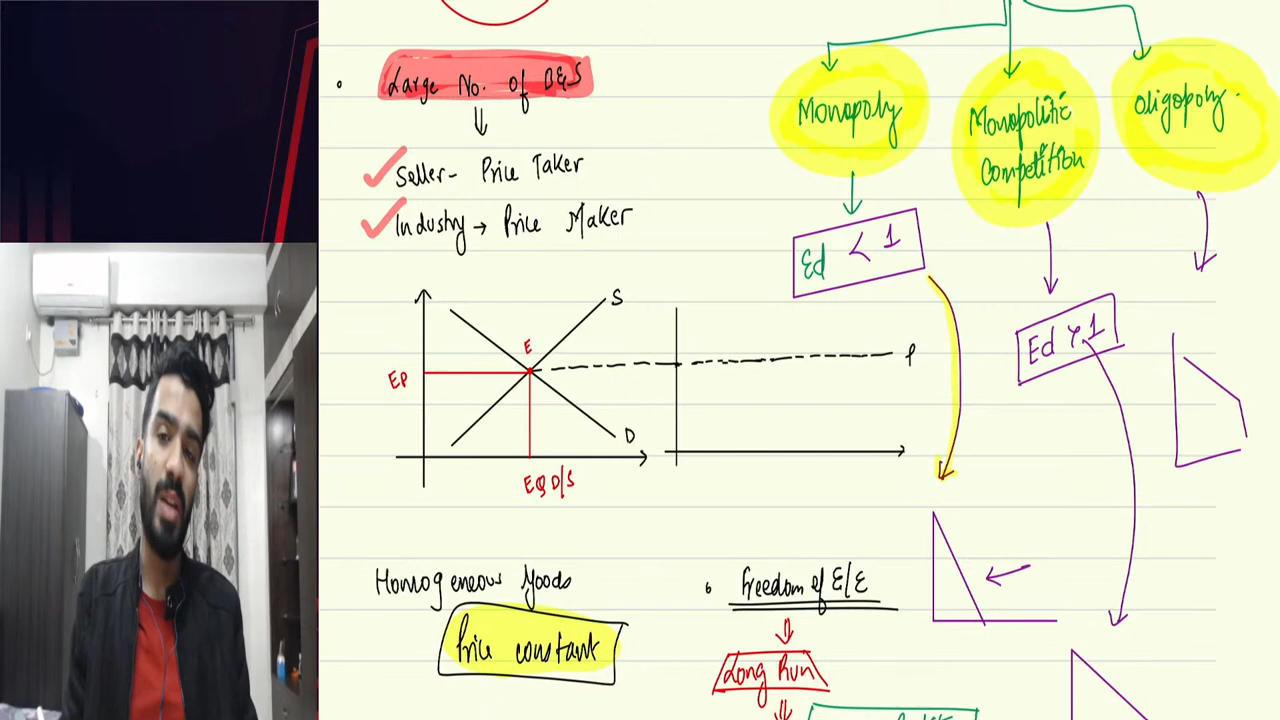 Large No. of B&S
Seller- Price Taker
Industry → Price Maker
S
E
EP
P
D
EQ D/S
Homogeneous Goods
Price constant
Freedom of E/E
Long Run
Monopoly
Monopolitic
Competition
Oligopoly.
Ed < 1
Ed > 1